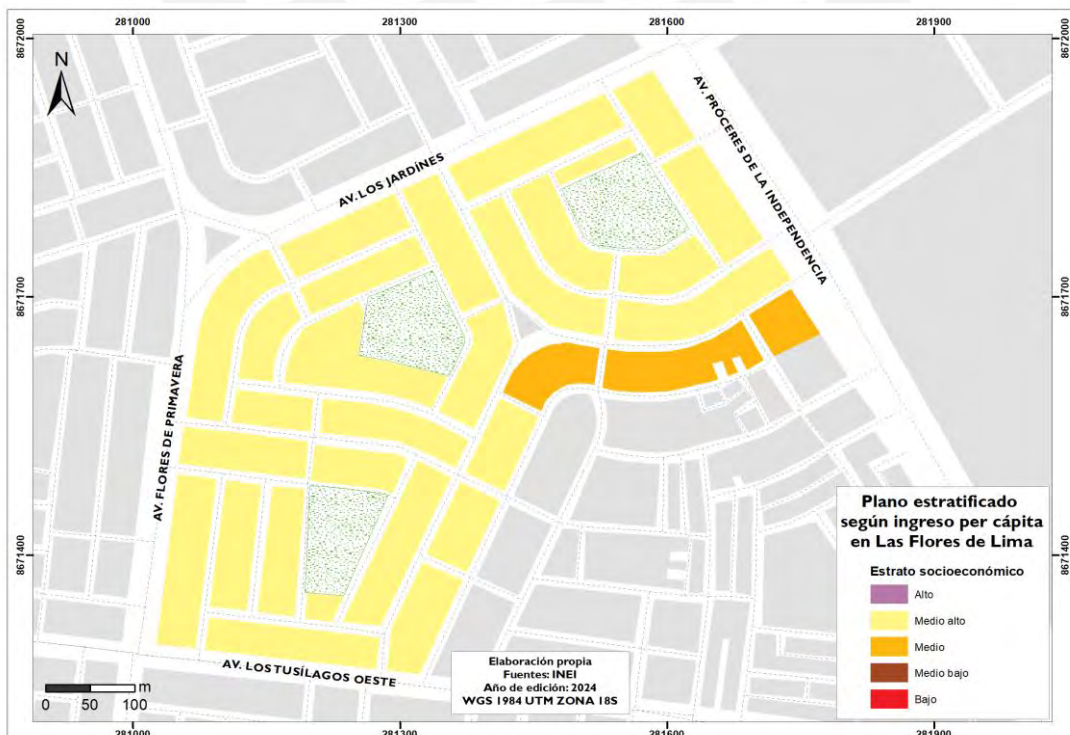 281000
281300
281600
281900
8672000
8672000
N
AV. PRÓCERES DE LA INDEPENDENCIA
AV. LOS JARDÍNES
8671700
8671700
AV. FLORES DE PRIMAVERA
Plano estratificado
según ingreso per cápita
en Las Flores de Lima
Estrato socioeconómico
Alto
Medio alto
Medio
Medio bajo
Bajo
8671400
8671400
AV. LOS TUSÍLAGOS OESTE
Elaboración propia
Fuentes: INEI
Año de edición: 2024
WGS 1984 UTM ZONA 18S
m
0 50 100
281000
281300
281600
281900